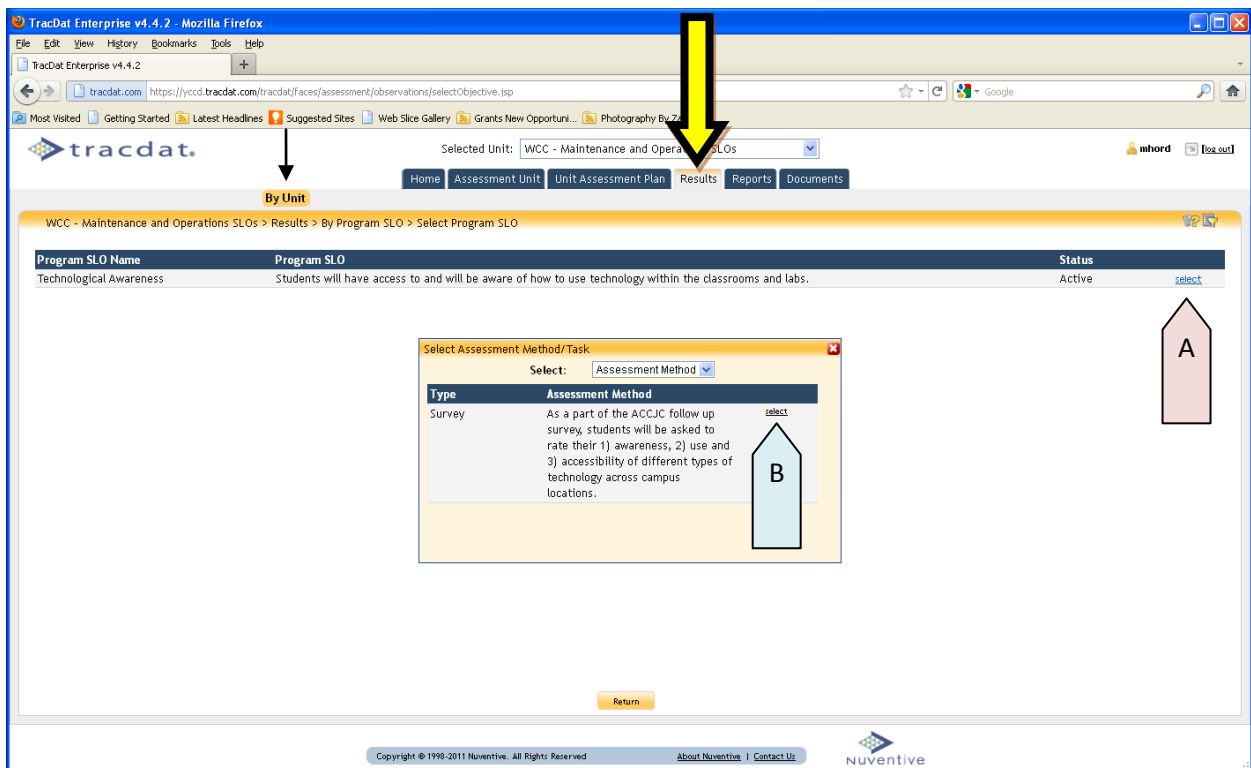 TracDat Enterprise v4.4.2 - Mozilla Firefox
File Edit View History Bookmarks Tools Help
TracDat Enterprise v4.4.2 +
tracdat.com https://yccd.tracdat.com/tracdat/faces/assessment/observations/selectObjective.jsp Google
Most Visited Getting Started Latest Headlines Suggested Sites Web Slice Gallery Grants New Opportuni... Photography By
tracdat. Selected Unit: WCC - Maintenance and Opera SLOs mhord [log out]
Home Assessment Unit Unit Assessment Plan Results Reports Documents
By Unit
WCC - Maintenance and Operations SLOs > Results > By Program SLO > Select Program SLO
Program SLO Name Program SLO Status
Technological Awareness Students will have access to and will be aware of how to use technology within the classrooms and labs. Active select
A
Select Assessment Method/Task
Select: Assessment Method
Type Assessment Method
Survey As a part of the ACCJC follow up select
survey, students will be asked to
rate their 1) awareness, 2) use and
3) accessibility of different types of
technology across campus
locations.
B
Return
Copyright © 1998-2011 Nuventive. All Rights Reserved About Nuventive | Contact Us
NUVENTIVE